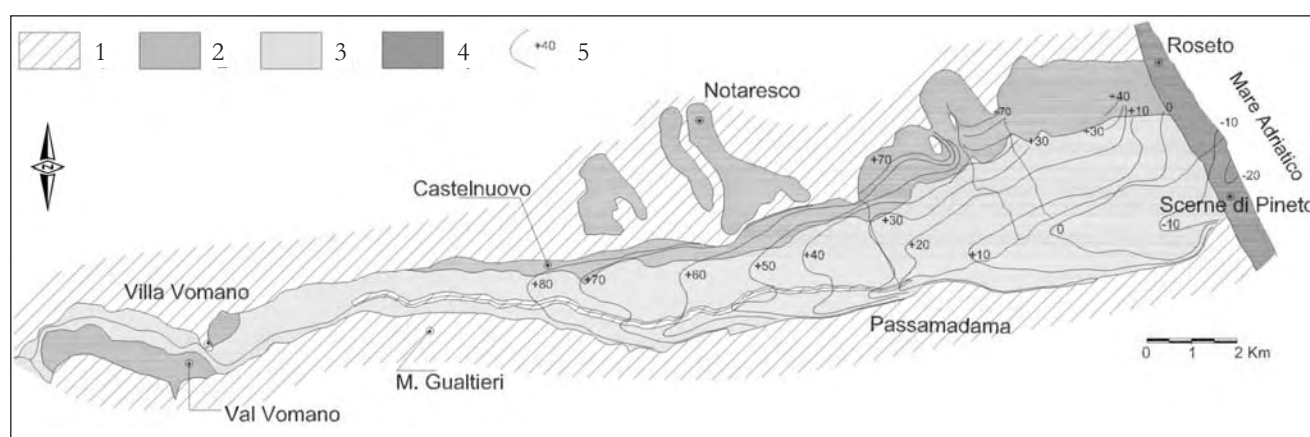 1 2 3 4 +40 5
Roseto
Mare Adriatico
Notaresco
N
-70 +40 +10 0 -10
+30 +30
+70
-20
Castelnuovo
Scerne di Pineto
+30
+80 +70 +60 +50 +40 +20 +10 0 -10
Villa Vomano
Passamadama
M. Gualtieri
0 1 2 Km
Val Vomano